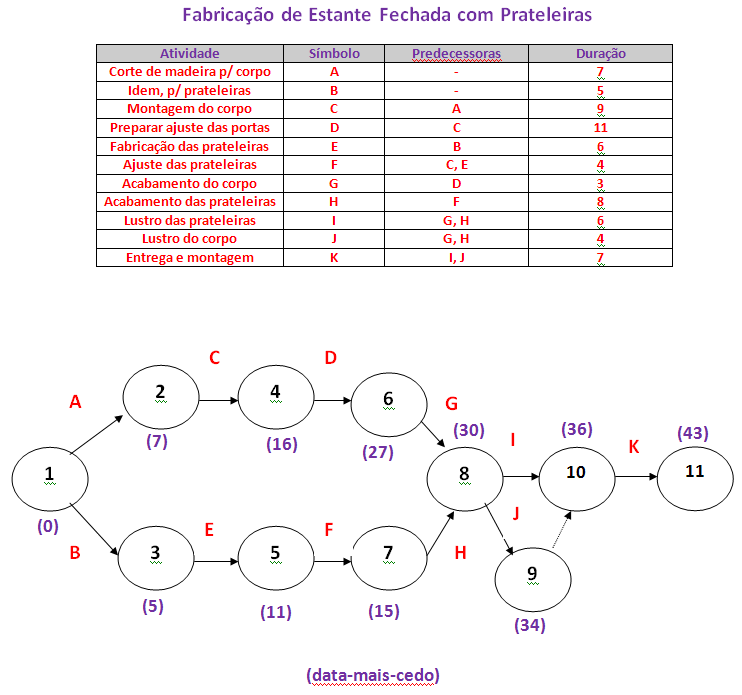 Fabricação de Estante Fechada com Prateleiras
Atividade Símbolo Predecessoras Duração
Corte de madeira p/ corpo A - 7
Idem, p/ prateleiras B - 5
Montagem do corpo C A 9
Preparar ajuste das portas D C 11
Fabricação das prateleiras E B 6
Ajuste das prateleiras F C, E 4
Acabamento do corpo G D 3
Acabamento das prateleiras H F 8
Lustro das prateleiras I G, H 6
Lustro do corpo J G, H 4
Entrega e montagem K I, J 7
C D
A 2 4 6 G
(7) (16) (27) (30) I (36) K (43)
1 8 10 11
(0) J
B 3 E 5 F 7 H 9
(5) (11) (15) (34)
(data-mais-cedo)